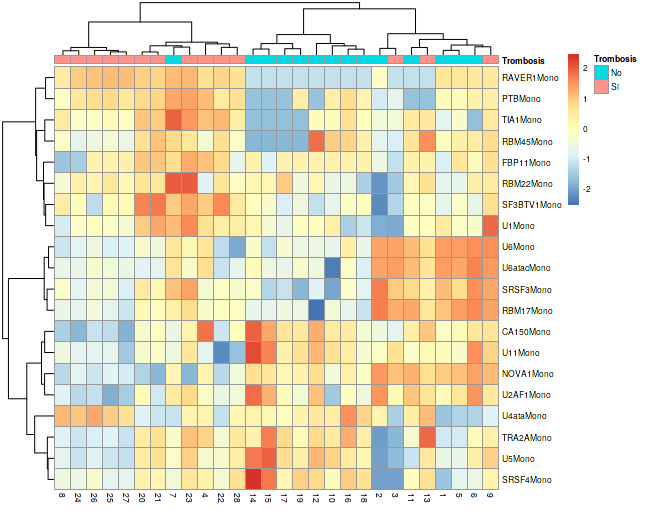 Trombosis
RAVER1Mono
PTBMono
TIA1Mono
RBM45Mono
FBP11Mono
RBM22Mono
SF3BTV1Mono
U1Mono
U6Mono
U6atacMono
SRSF3Mono
RBM17Mono
CA150Mono
U11Mono
NOVA1Mono
U2AF1Mono
U4ataMono
TRA2AMono
U5Mono
SRSF4Mono
8 24 26 25 27 20 21 7 23 4 22 28 14 15 17 19 12 10 16 18 2 3 11 13 1 5 6 9
2
1
0
-1
-2
Trombosis
No
SI